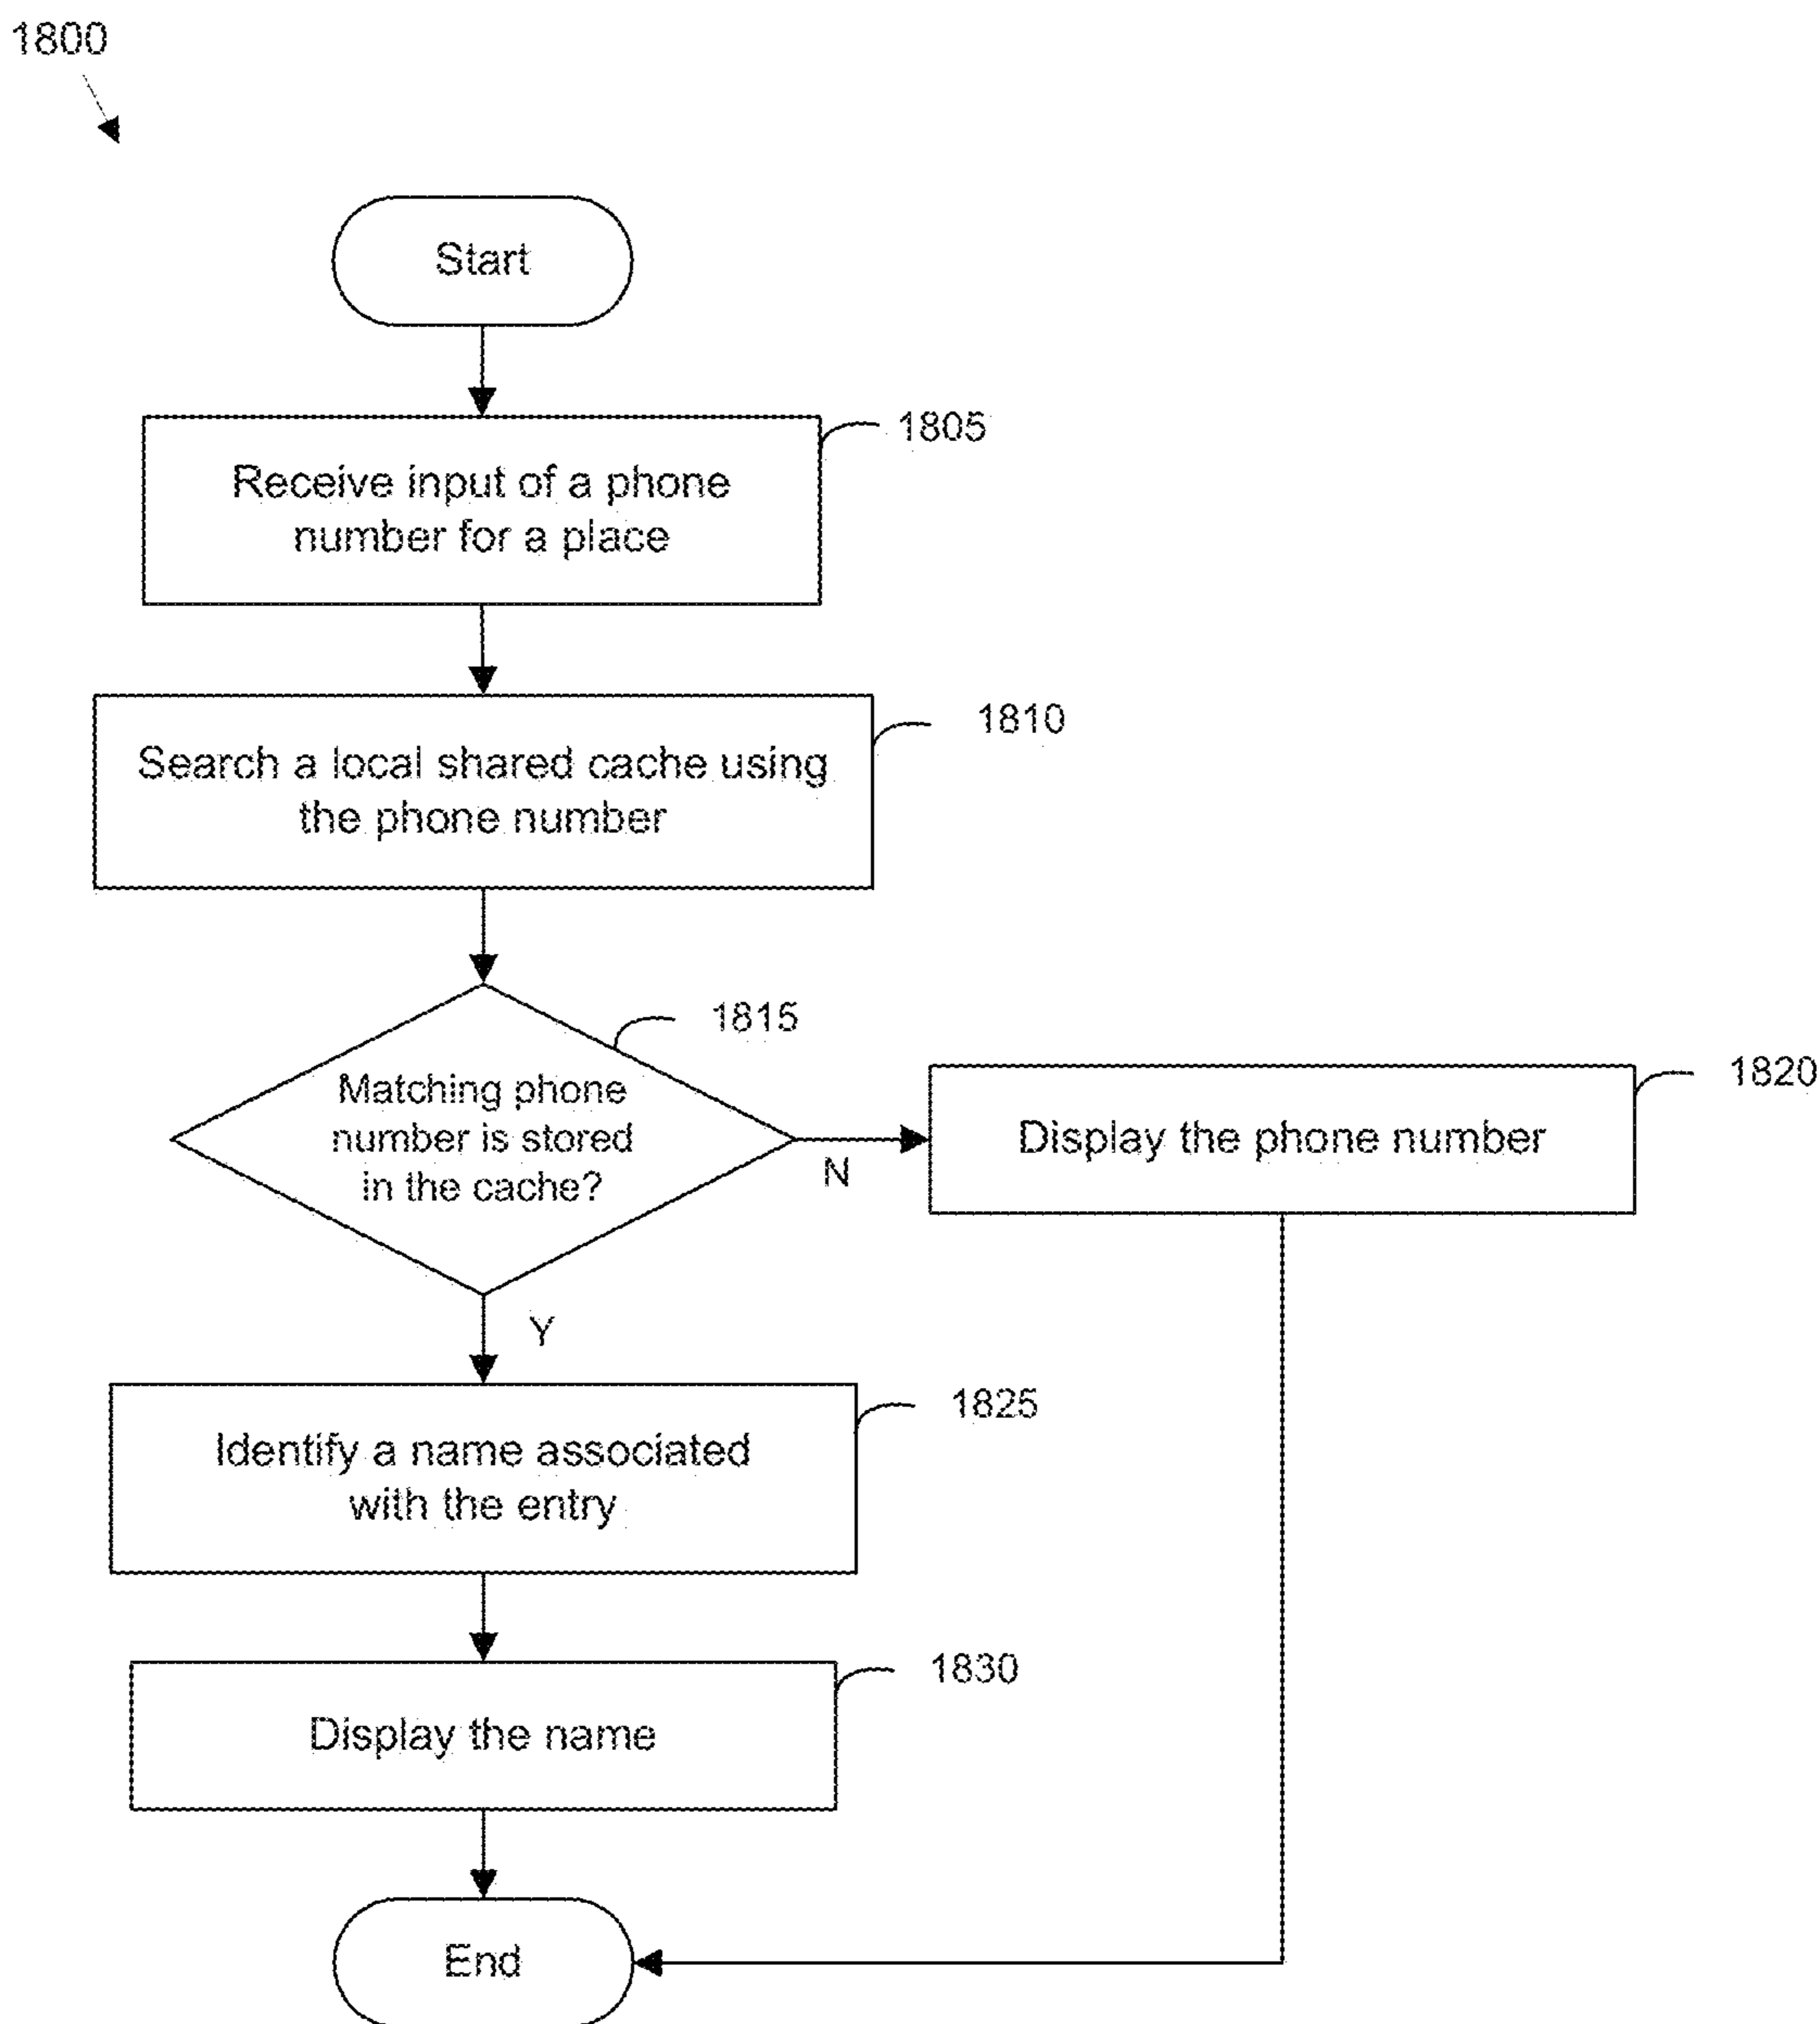 1800
Start
1805
Receive input of a phone
number for a place
1810
Search a local shared cache using
the phone number
1815
Matching phone
number is stored
in the cache?
N
1820
Display the phone number
Y
1825
Identify a name associated
with the entry
1830
Display the name
End